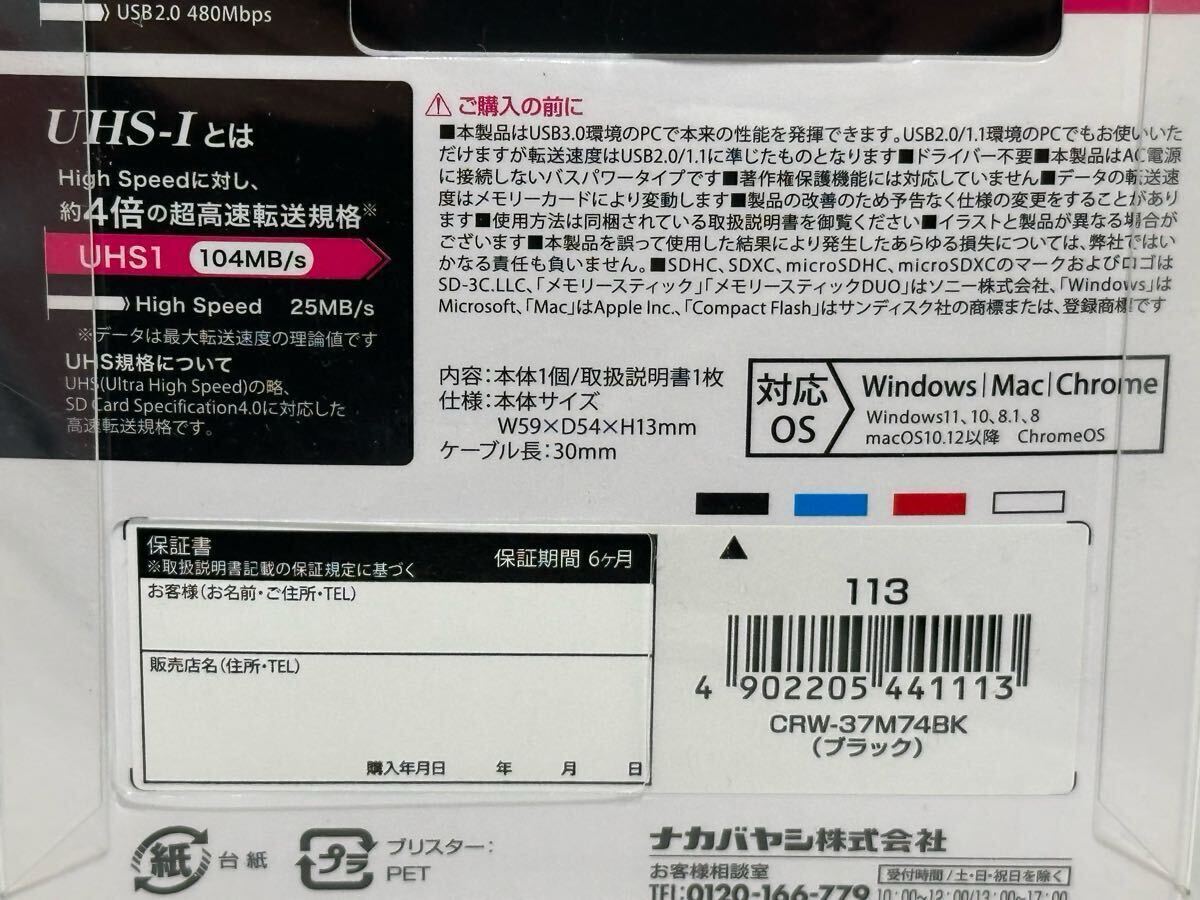 USB2.0 480Mbps
UHS-Iとは
High Speedに対し、
約4倍の超高速転送規格※
UHS1 104MB/s
High Speed 25MB/s
※データは最大転送速度の理論値です
UHS規格について
UHS(Ultra High Speed)の略、
SD Card Specification4.0に対応した
高速転送規格です。
⚠ご購入の前に
■本製品はUSB3.0環境のPCで本来の性能を発揮できます。USB2.0/1.1環境のPCでもお使いいた
だけますが転送速度はUSB2.0/1.1に準じたものとなります■ドライバー不要■本製品はAC電源
に接続しないバスパワータイプです■著作権保護機能には対応していません■データの転送速
度はメモリーカードにより変動します■製品の改善のため予告なく仕様の変更をすることがあり
ます■使用方法は同梱されている取扱説明書を御覧ください■イラストと製品が異なる場合が
ございます■本製品を誤って使用した結果により発生したあらゆる損失については、弊社ではい
かなる責任も負いません。■SDHC、SDXC、microSDHC、microSDXCのマークおよびロゴは
SD-3C.LLC、「メモリースティック」「メモリースティックDUO」はソニー株式会社、「Windows」は
Microsoft、「Mac」はApple Inc.、「Compact Flash」はサンディスク社の商標または、登録商標です
内容:本体1個/取扱説明書1枚
仕様:本体サイズ
W59×D54×H13mm
ケーブル長:30mm
対応
OS
Windows|Mac|Chrome
Windows11、10、8.1、8
macOS10.12以降 ChromeOS
保証書
※取扱説明書記載の保証規定に基づく
保証期間 6ヶ月
お客様(お名前・ご住所・TEL)
販売店名(住所・TEL)
購入年月日 年 月 日
113
4 902205 441113
CRW-37M74BK
(ブラック)
紙 台紙
プラ ブリスター:
PET
ナカバヤシ株式会社
お客様相談室
受付時間/土・日・祝日を除く
TEL:0120-166-779 10:00~12:00/13:00~17:00